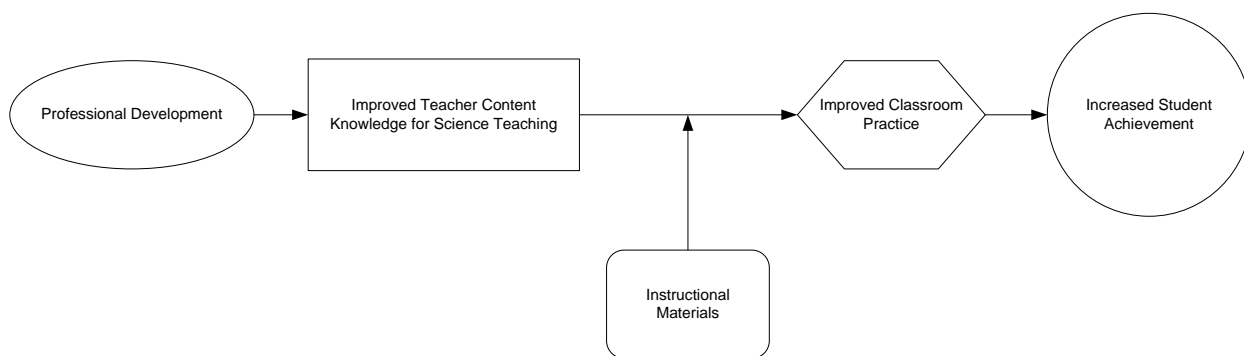 Professional Development
Improved Teacher Content
Knowledge for Science Teaching
Improved Classroom
Practice
Increased Student
Achievement
Instructional
Materials